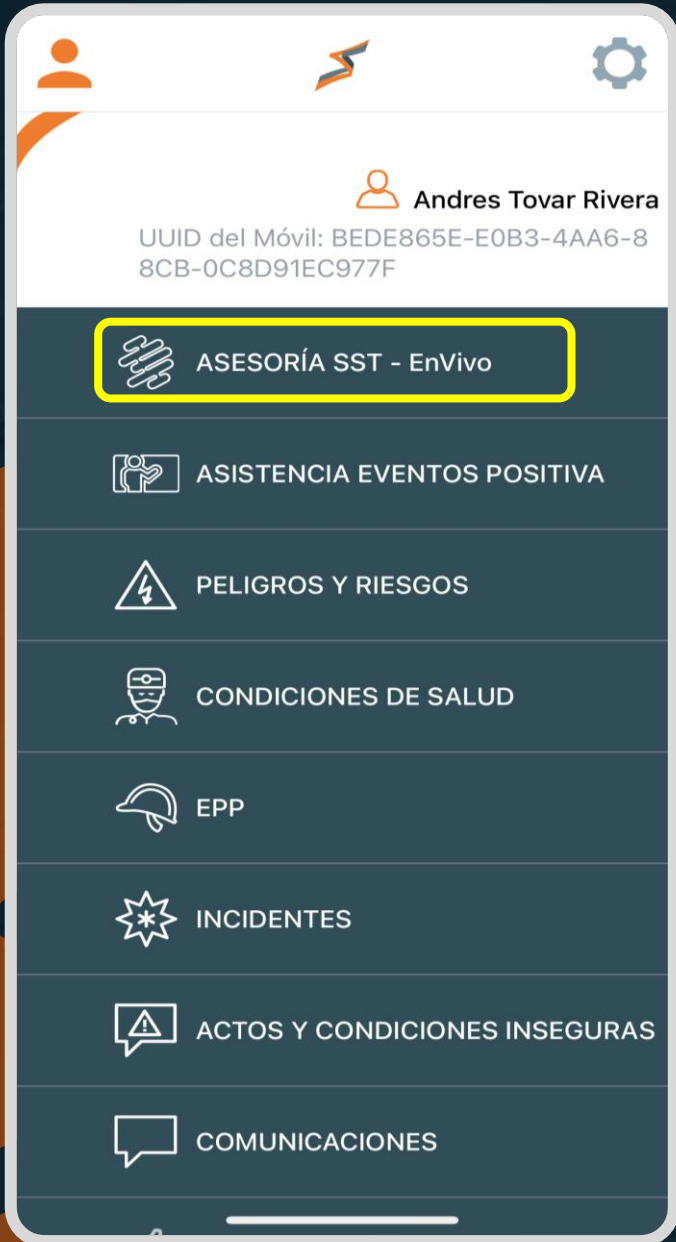 Andres Tovar Rivera
UUID del Móvil: BEDE865E-E0B3-4AA6-8
8CB-0C8D91EC977F
ASESORÍA SST - EnVivo
ASISTENCIA EVENTOS POSITIVA
PELIGROS Y RIESGOS
CONDICIONES DE SALUD
EPP
INCIDENTES
ACTOS Y CONDICIONES INSEGURAS
COMUNICACIONES